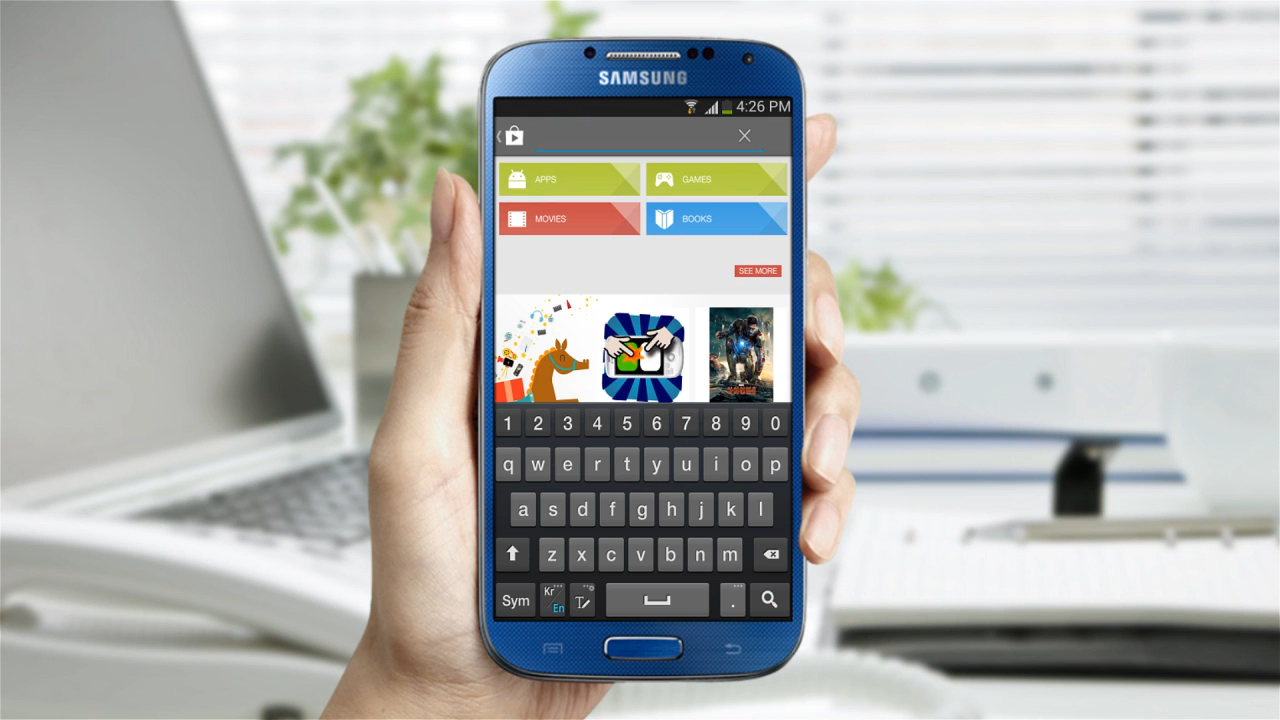 SAMSUNG
4:26 PM
APPS GAMES
MOVIES BOOKS
SEE MORE
1 2 3 4 5 6 7 8 9 0
q w e r t y u i o p
a s d f g h j k l
z x c v b n m
Sym Kr En T .